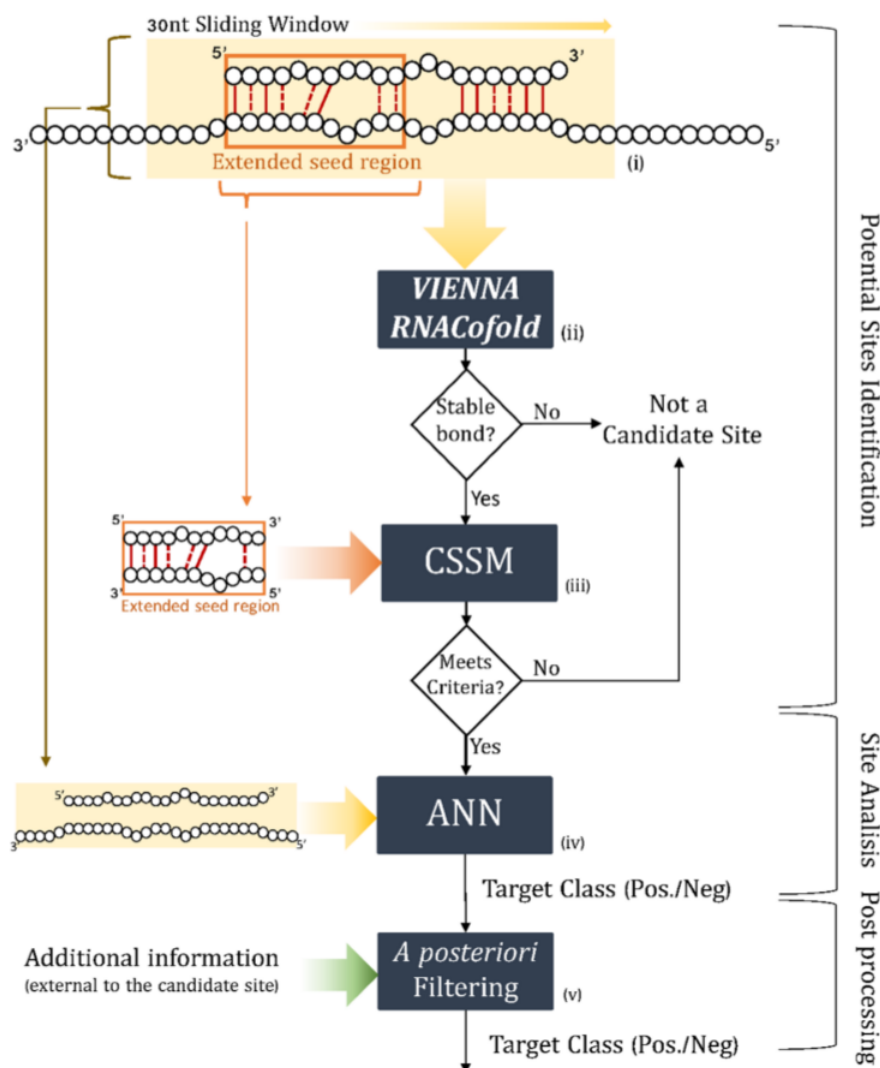 30nt Sliding Window
5'
3'
3'
5'
Extended seed region
(i)
VIENNA
RNACofold
(ii)
Stable
bond?
No
Not a
Candidate Site
Yes
5'
3'
3'
5'
Extended seed region
CSSM
(iii)
Meets
Criteria?
No
Yes
5'
3'
3'
5'
ANN
(iv)
Target Class (Pos./Neg)
Additional information
(external to the candidate site)
A posteriori
Filtering
(v)
Target Class (Pos./Neg)
Potential Sites Identification
Site Analisis
Post processing